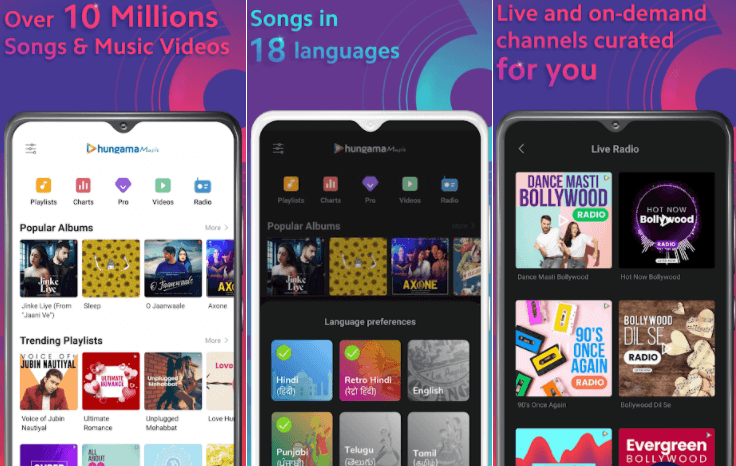 Over 10 Millions
Songs & Music Videos
hungama Music
Playlists
Charts
Pro
Videos
Radio
Popular Albums
More
Jinke Liye (From
"Jaani Ve")
Sleep
O Jaanwaale
Axone
Trending Playlists
More
VOICE OF
JUBIN NAUTIYAL
ULTIMATE
ROMANCE
Unplugged
Mohabbat
Love
Voice of Jubin
Nautiyal
Ultimate
Romance
Unplugged
Mohabbat
Love Hu
ALL
ABOUT
Songs in
18 languages
hungama Music
Playlists
Charts
Pro
Videos
Radio
Popular Albums
More
Jinke
Liye
O Jaanwaale
AXONE
Language preferences
Hindi
(हिंदी)
Retro Hindi
(रेट्रो हिंदी)
English
Punjabi
(ਪੰਜਾਬੀ)
Telugu
(తెలుగు)
Tamil
(தமிழ்)
Live and on-demand
channels curated
for you
Live Radio
DANCE MASTI
BOLLYWOOD
RADIO
HOT NOW
Bollywood
RADIO
Dance Masti Bollywood
Hot Now Bollywood
90'S
ONCE
AGAIN
RADIO
BOLLYWOOD
DIL SE
RADIO
90's Once Again
Bollywood Dil Se
Evergreen
BOLLYWOOD